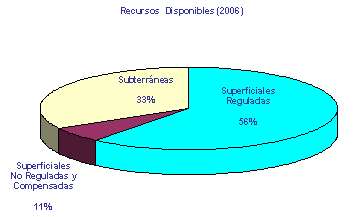 Recursos Disponibles (2006)
Subterráneas
33%
Superficiales
Reguladas
56%
Superficiales
No Reguladas y
Compensadas
11%